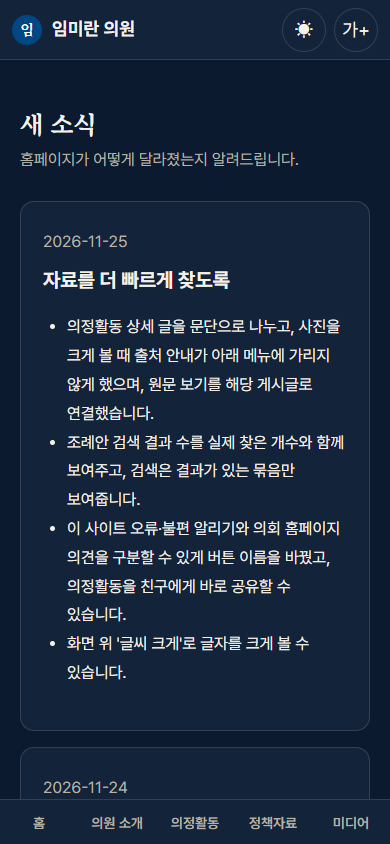 임 임미란 의원 가+
새 소식
홈페이지가 어떻게 달라졌는지 알려드립니다.
2026-11-25
자료를 더 빠르게 찾도록
• 의정활동 상세 글을 문단으로 나누고, 사진을
크게 볼 때 출처 안내가 아래 메뉴에 가리지
않게 했으며, 원문 보기를 해당 게시글로
연결했습니다.
• 조례안 검색 결과 수를 실제 찾은 개수와 함께
보여주고, 검색은 결과가 있는 묶음만
보여줍니다.
• 이 사이트 오류·불편 알리기와 의회 홈페이지
의견을 구분할 수 있게 버튼 이름을 바꿨고,
의정활동을 친구에게 바로 공유할 수
있습니다.
• 화면 위 '글씨 크게'로 글자를 크게 볼 수
있습니다.
2026-11-24
홈 의원 소개 의정활동 정책자료 미디어